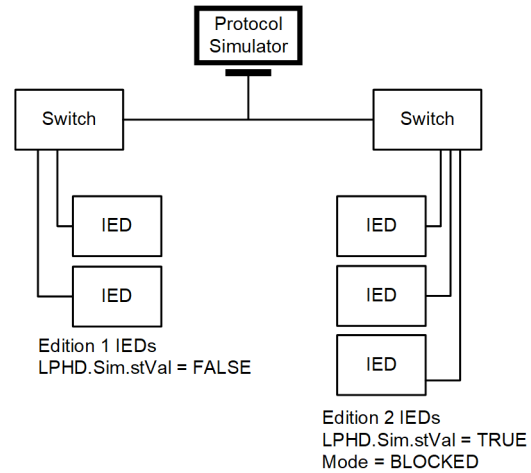 Protocol
Simulator
Switch
Switch
IED
IED
IED
IED
IED
Edition 1 IEDs
LPHD.Sim.stVal = FALSE
Edition 2 IEDs
LPHD.Sim.stVal = TRUE
Mode = BLOCKED